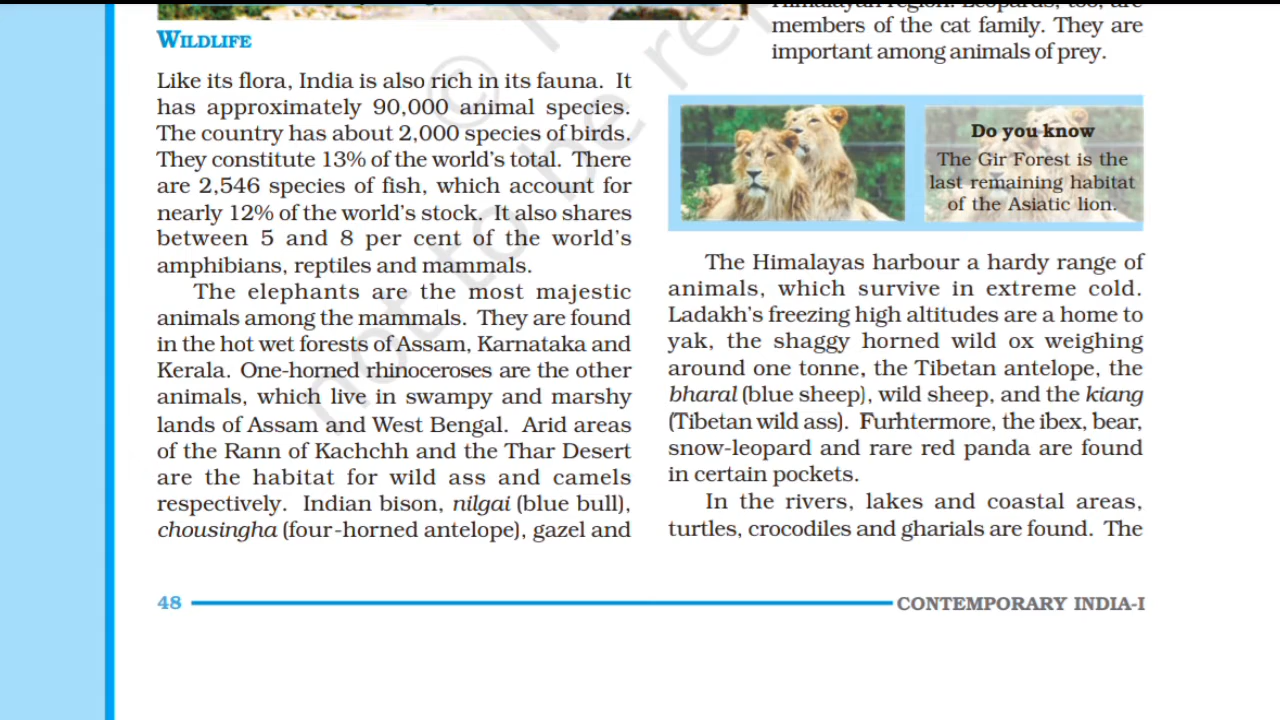 WILDLIFE
Like its flora, India is also rich in its fauna. It
has approximately 90,000 animal species.
The country has about 2,000 species of birds.
They constitute 13% of the world's total. There
are 2,546 species of fish, which account for
nearly 12% of the world's stock. It also shares
between 5 and 8 per cent of the world's
amphibians, reptiles and mammals.
The elephants are the most majestic
animals among the mammals. They are found
in the hot wet forests of Assam, Karnataka and
Kerala. One-horned rhinoceroses are the other
animals, which live in swampy and marshy
lands of Assam and West Bengal. Arid areas
of the Rann of Kachchh and the Thar Desert
are the habitat for wild ass and camels
respectively. Indian bison, nilgai (blue bull),
chousingha (four-horned antelope), gazel and
Himalayan region. Leopards, too, are
members of the cat family. They are
important among animals of prey.
Do you know
The Gir Forest is the
last remaining habitat
of the Asiatic lion.
The Himalayas harbour a hardy range of
animals, which survive in extreme cold.
Ladakh's freezing high altitudes are a home to
yak, the shaggy horned wild ox weighing
around one tonne, the Tibetan antelope, the
bharal (blue sheep), wild sheep, and the kiang
(Tibetan wild ass). Furhtermore, the ibex, bear,
snow-leopard and rare red panda are found
in certain pockets.
In the rivers, lakes and coastal areas,
turtles, crocodiles and gharials are found. The
48
CONTEMPORARY INDIA-I
© 
not to be re